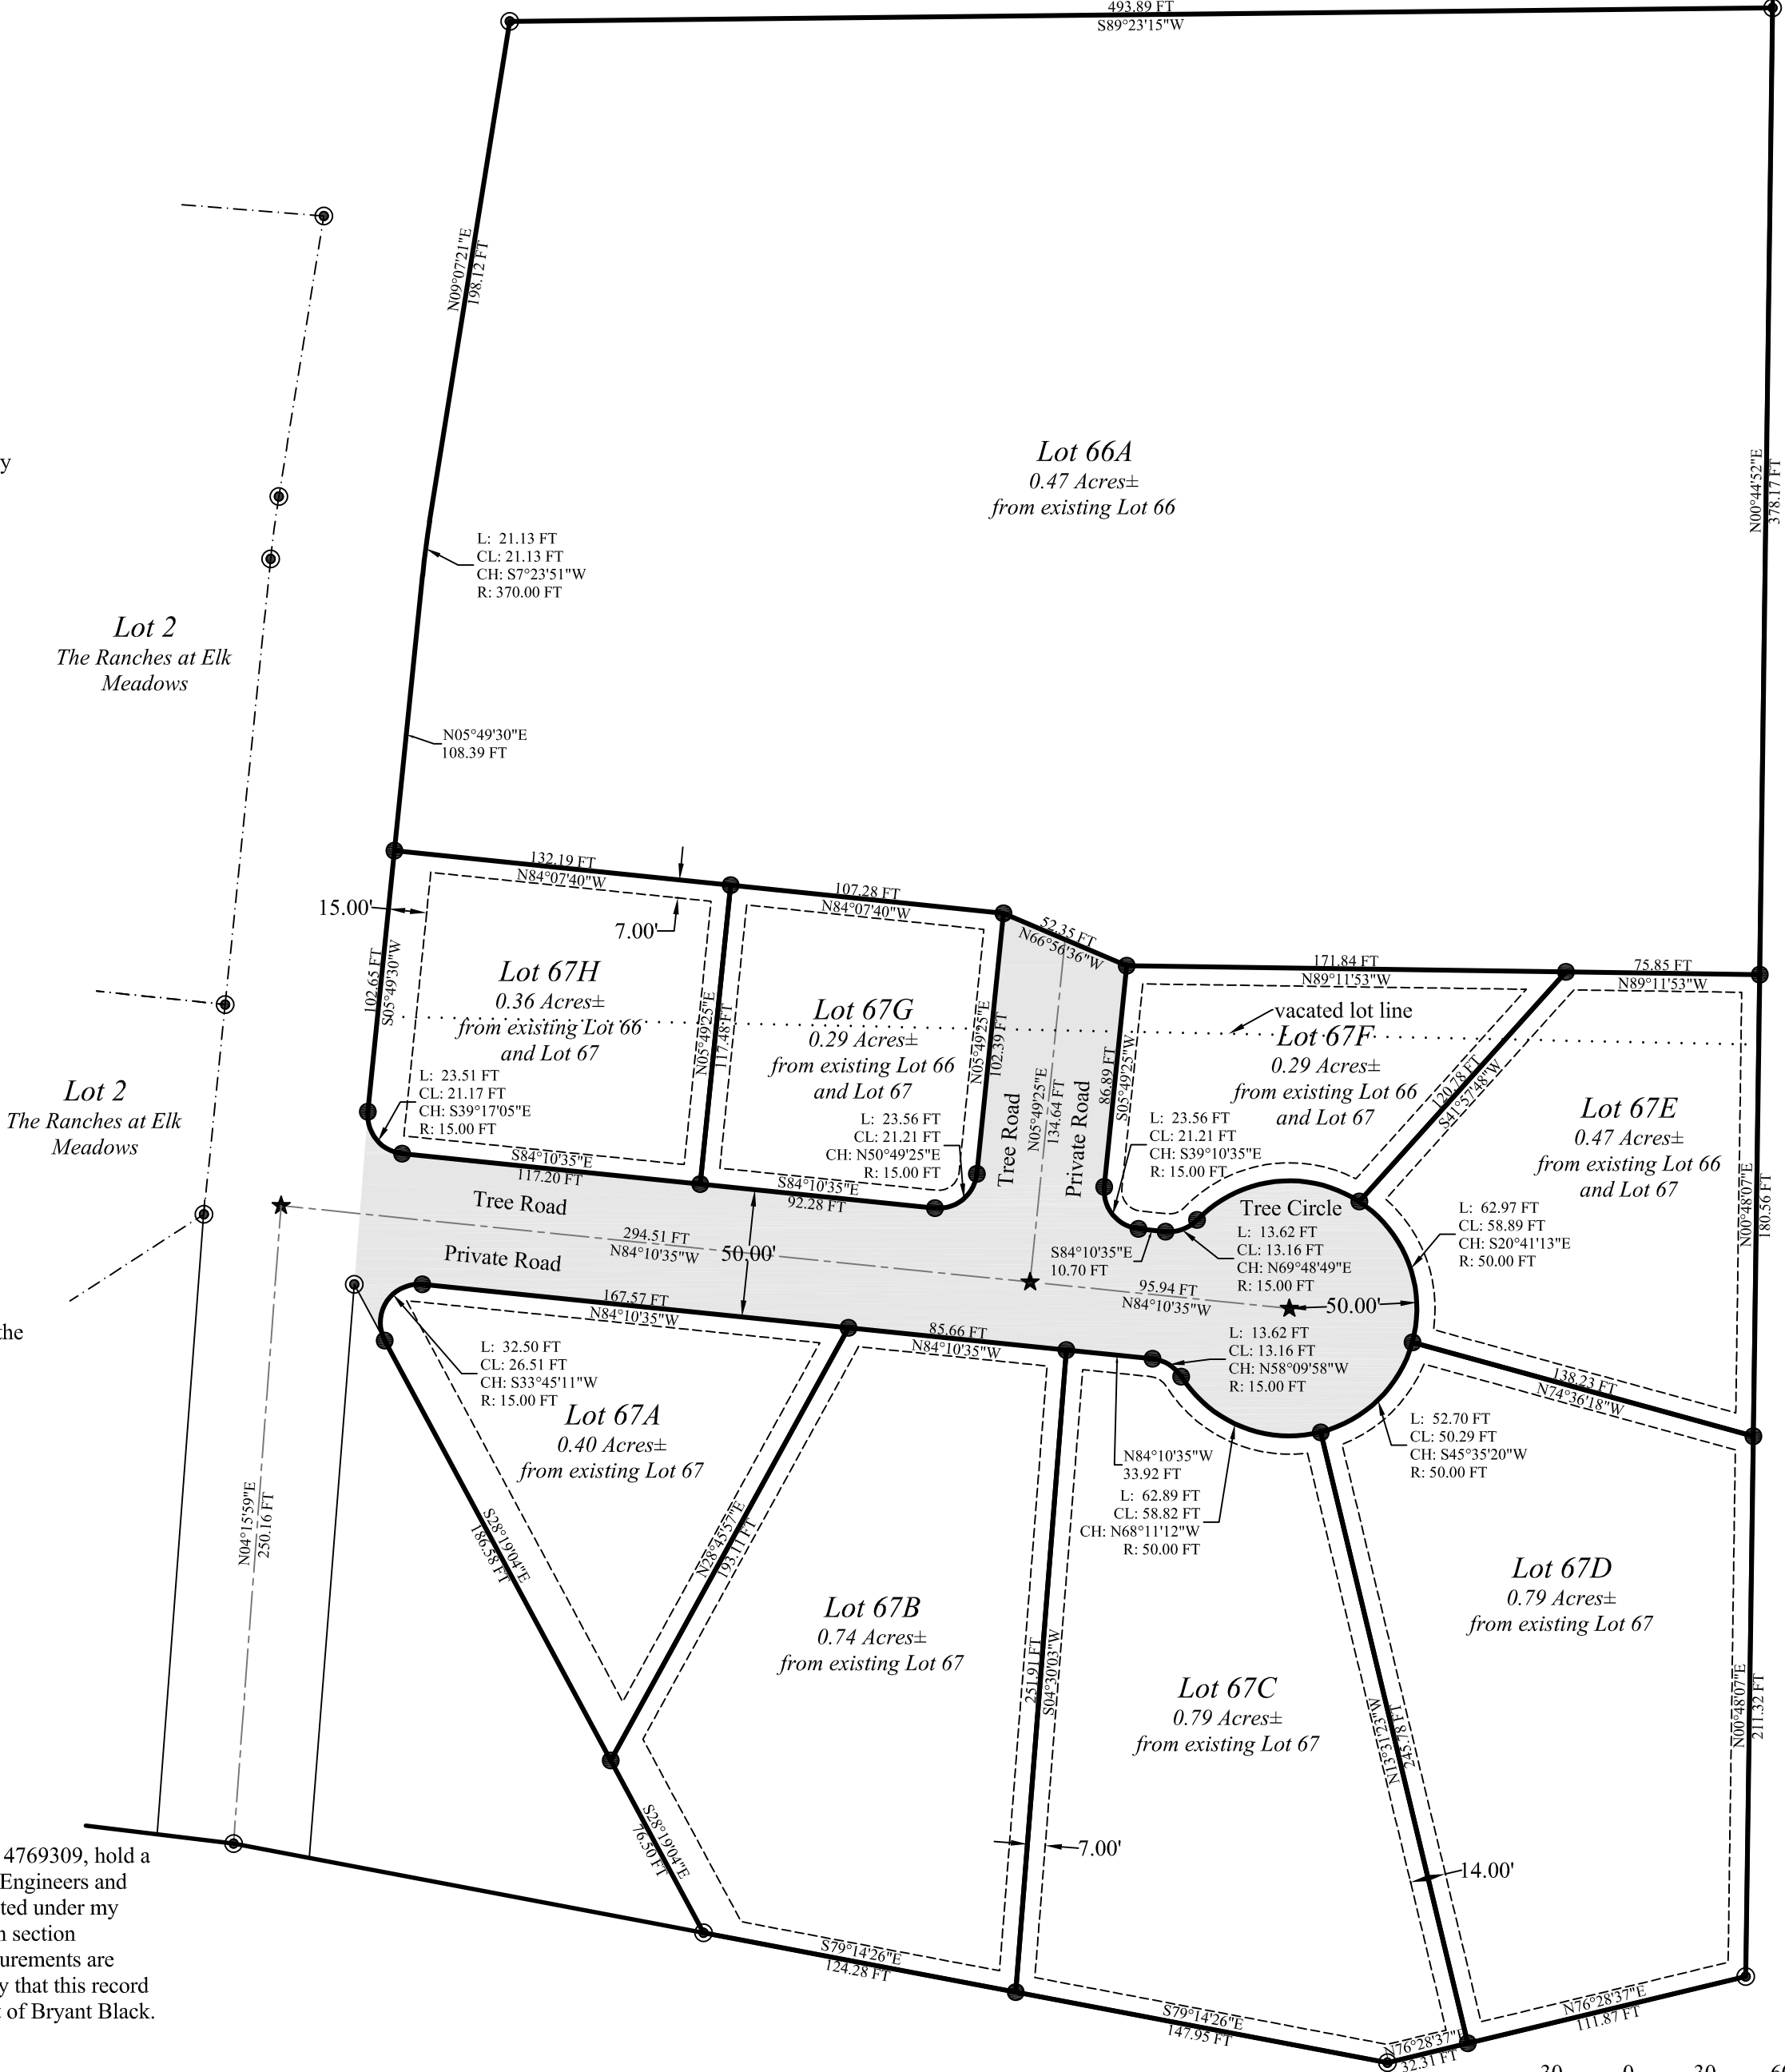 493.89 FT
S89°23'15"W
N09°07'21"E
198.12 FT
y
Lot 66A
0.47 Acres±
from existing Lot 66
N00°44'52"E
378.17 FT
L: 21.13 FT
CL: 21.13 FT
CH: S7°23'51"W
R: 370.00 FT
Lot 2
The Ranches at Elk
Meadows
N05°49'30"E
108.39 FT
132.19 FT
N84°07'40"W
107.28 FT
N84°07'40"W
15.00'
7.00'
52.35 FT
N66°56'36"W
171.84 FT
N89°11'53"W
75.85 FT
N89°11'53"W
102.65 FT
S05°49'30"W
Lot 67H
0.36 Acres±
from existing Lot 66
and Lot 67
N05°49'25"E
117.48 FT
Lot 67G
0.29 Acres±
from existing Lot 66
and Lot 67
N05°49'25"E
102.39 FT
Tree Road
N05°49'25"E
134.64 FT
Private Road
86.89 FT
S05°49'25"W
vacated lot line
Lot 67F
0.29 Acres±
from existing Lot 66
and Lot 67
120.78 FT
S41°57'48"W
Lot 67E
0.47 Acres±
from existing Lot 66
and Lot 67
N00°48'07"E
180.56 FT
Lot 2
The Ranches at Elk
Meadows
L: 23.51 FT
CL: 21.17 FT
CH: S39°17'05"E
R: 15.00 FT
L: 23.56 FT
CL: 21.21 FT
CH: N50°49'25"E
R: 15.00 FT
L: 23.56 FT
CL: 21.21 FT
CH: S39°10'35"E
R: 15.00 FT
S84°10'35"E
117.20 FT
S84°10'35"E
92.28 FT
Tree Road
294.51 FT
N84°10'35"W
50.00'
Private Road
S84°10'35"E
10.70 FT
Tree Circle
L: 13.62 FT
CL: 13.16 FT
CH: N69°48'49"E
R: 15.00 FT
L: 62.97 FT
CL: 58.89 FT
CH: S20°41'13"E
R: 50.00 FT
95.94 FT
N84°10'35"W
50.00'
the
167.57 FT
N84°10'35"W
85.66 FT
N84°10'35"W
L: 13.62 FT
CL: 13.16 FT
CH: N58°09'58"W
R: 15.00 FT
L: 32.50 FT
CL: 26.51 FT
CH: S33°45'11"W
R: 15.00 FT
138.23 FT
N74°36'18"W
Lot 67A
0.40 Acres±
from existing Lot 67
L: 52.70 FT
CL: 50.29 FT
CH: S45°35'20"W
R: 50.00 FT
N84°10'35"W
33.92 FT
L: 62.89 FT
CL: 58.82 FT
CH: N68°11'12"W
R: 50.00 FT
N04°15'59"E
250.16 FT
S28°19'04"E
186.58 FT
N28°45'57"E
193.11 FT
Lot 67B
0.74 Acres±
from existing Lot 67
251.91 FT
S04°30'03"W
Lot 67C
0.79 Acres±
from existing Lot 67
N13°31'23"W
245.78 FT
Lot 67D
0.79 Acres±
from existing Lot 67
N00°48'07"E
211.32 FT
S28°19'04"E
76.50 FT
7.00'
14.00'
4769309, hold a
Engineers and
ted under my
n section
urements are
y that this record
t of Bryant Black.
S79°14'26"E
124.28 FT
S79°14'26"E
147.95 FT
N76°28'37"E
32.31 FT
N76°28'37"E
111.87 FT
30 0 30 60